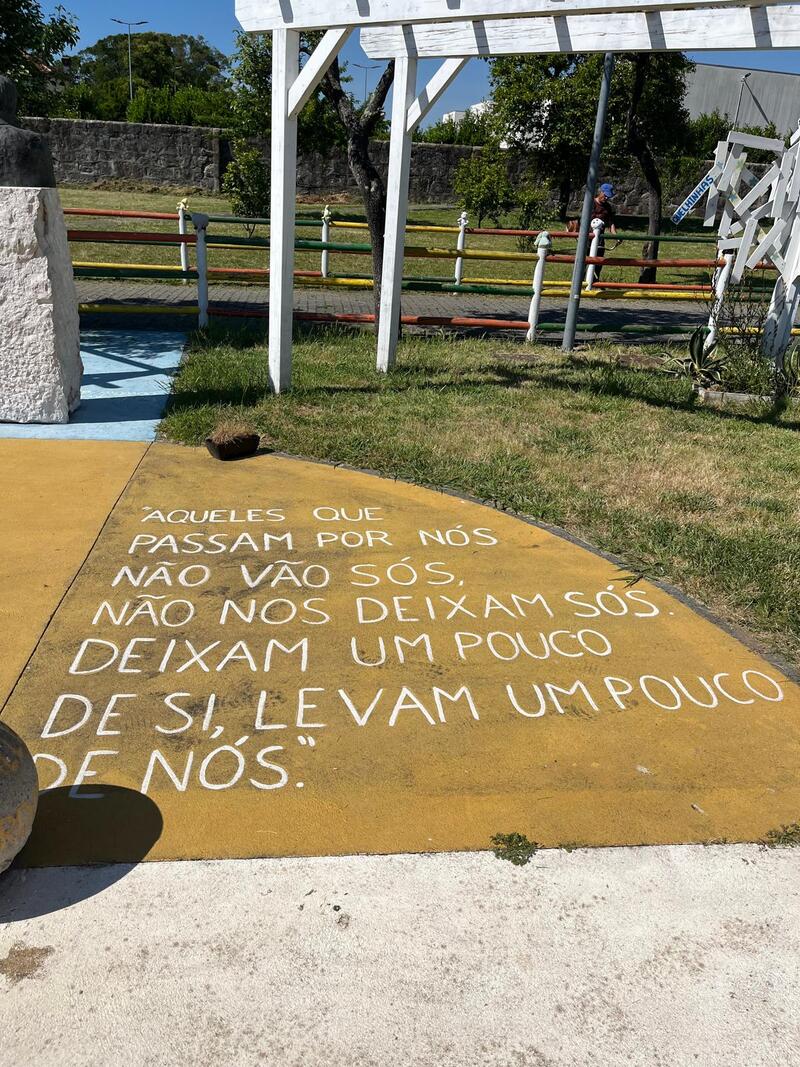 "AQUELES QUE
PASSAM POR NÓS
NÃO VÃO SÓS,
NÃO NOS DEIXAM SÓS.
DEIXAM UM POUCO
DE SI, LEVAM UM POUCO
DE NÓS."